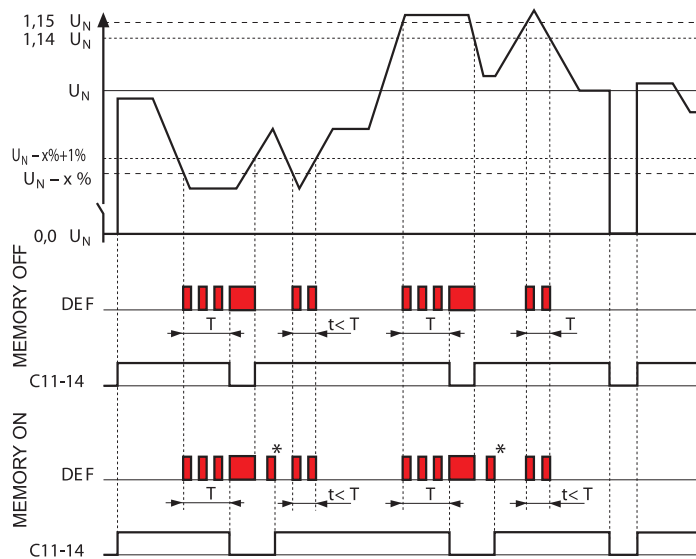 1,15 U_N
1,14 U_N
U_N
U_N – x%+1%
U_N – x %
0,0 U_N
MEMORY OFF
DEF
T t< T T T
C11-14
MEMORY ON
* *
DEF
T t< T T t< T
C11-14